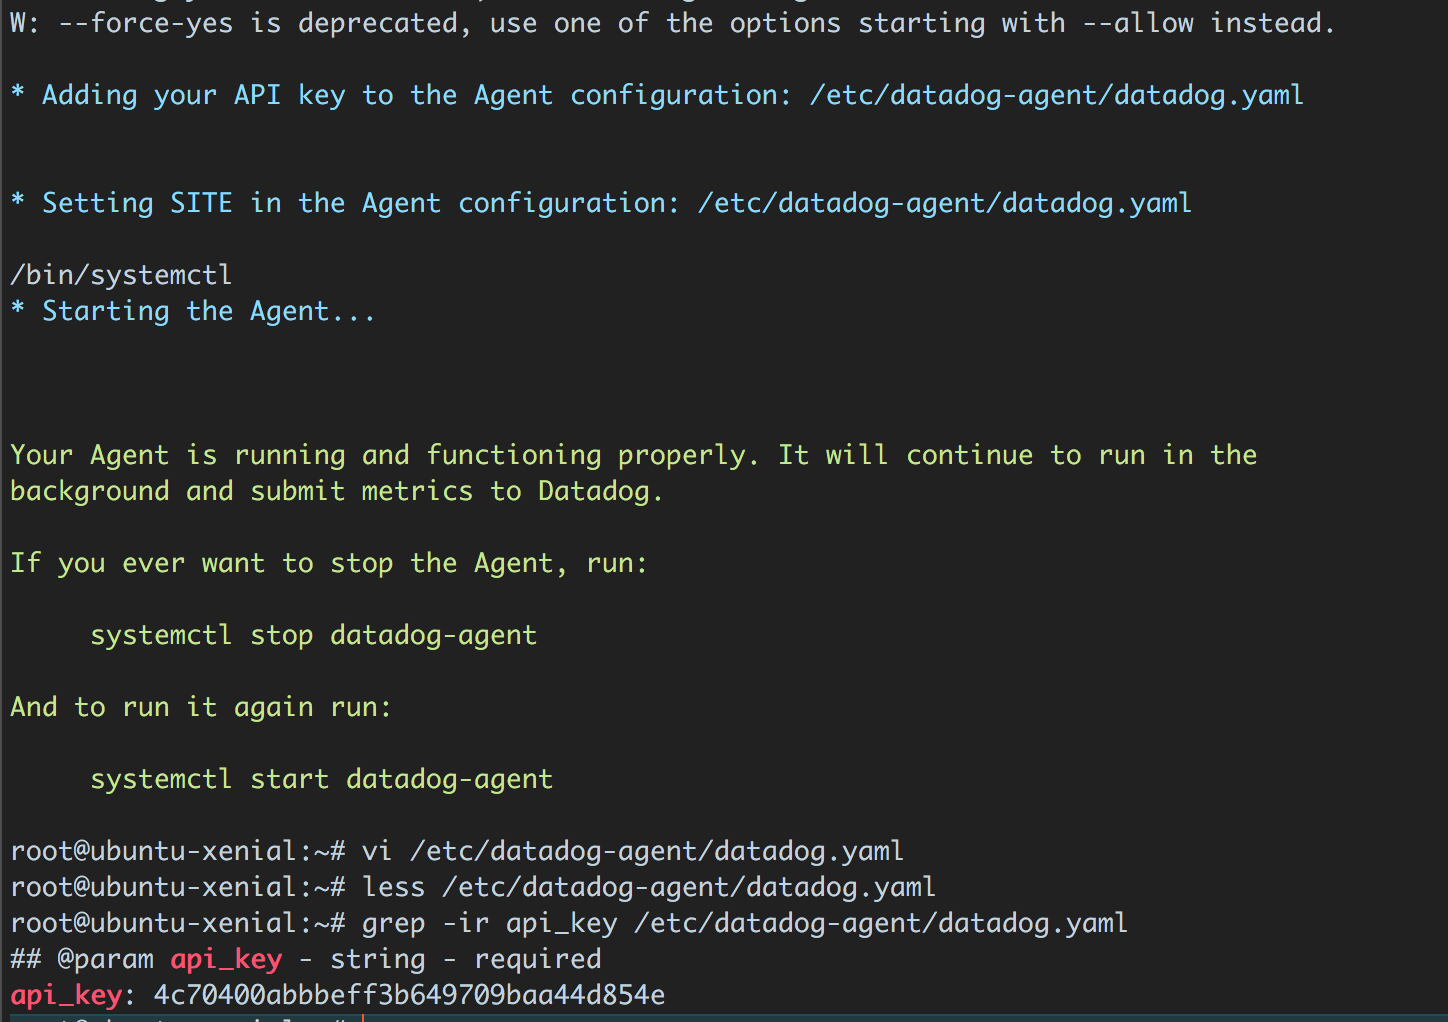 W: --force-yes is deprecated, use one of the options starting with --allow instead.
* Adding your API key to the Agent configuration: /etc/datadog-agent/datadog.yaml
* Setting SITE in the Agent configuration: /etc/datadog-agent/datadog.yaml
/bin/systemctl
* Starting the Agent...
Your Agent is running and functioning properly. It will continue to run in the
background and submit metrics to Datadog.
If you ever want to stop the Agent, run:
systemctl stop datadog-agent
And to run it again run:
systemctl start datadog-agent
root@ubuntu-xenial:~# vi /etc/datadog-agent/datadog.yaml
root@ubuntu-xenial:~# less /etc/datadog-agent/datadog.yaml
root@ubuntu-xenial:~# grep -ir api_key /etc/datadog-agent/datadog.yaml
## @param api_key - string - required
api_key: 4c70400abbbeff3b649709baa44d854e